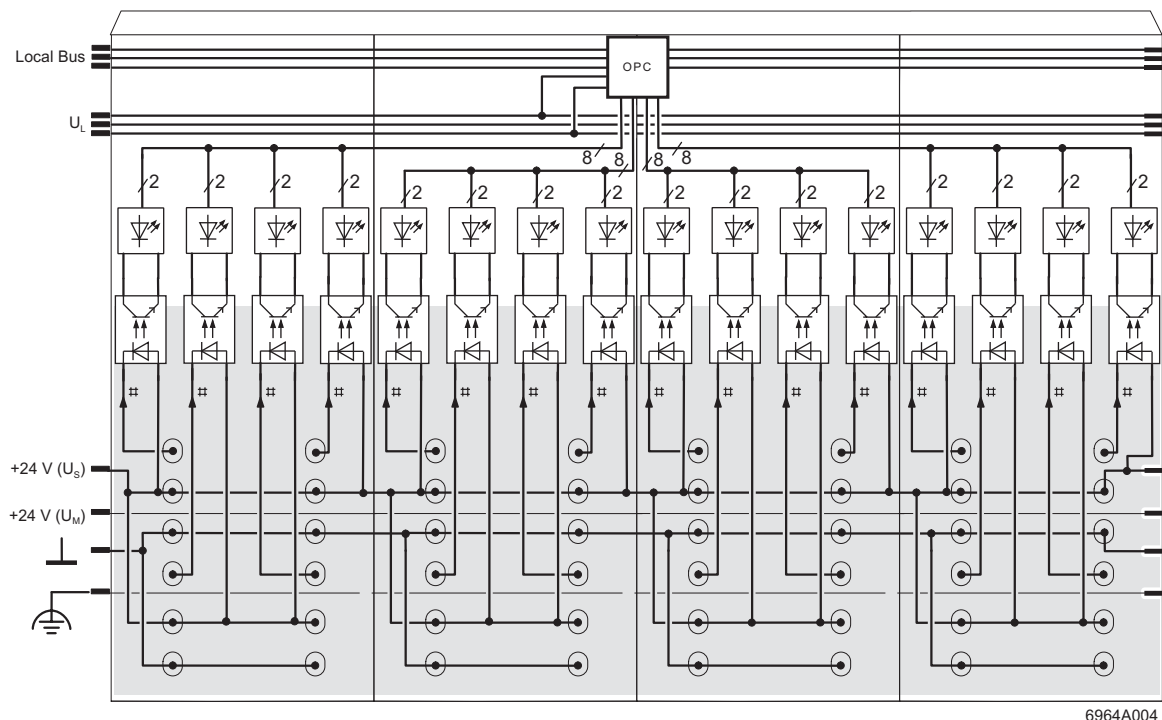 Local Bus
OPC
U_L
8 8 8 8
2 2 2 2 2 2 2 2
2 2 2 2 2 2 2 2
# # # # # # # # # # # # # # # #
+24 V (U_S)
+24 V (U_M)
6964A004